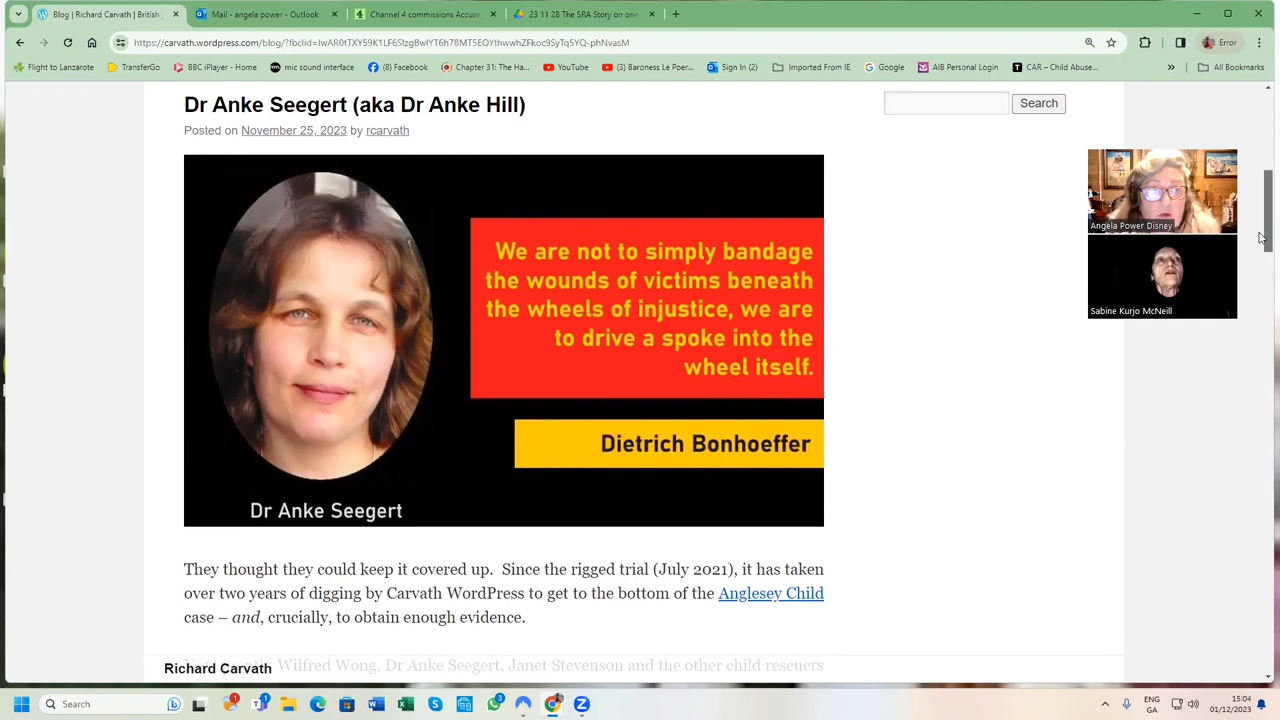 Blog | Richard Carvath | British
Mail - angela power - Outlook
Channel 4 commissions Accuse
23 11 28 The SRA Story on one
https://carvath.wordpress.com/blog/?fbclid=IwAR0tTXY59K1LF6SlzgBwlYT6h78MT5EOYthwwhZFkoc9SyTq5YQ-phNvasM
Error
Flight to Lanzarote
TransferGo
BBC iPlayer - Home
mic sound interface
(8) Facebook
Chapter 31: The Ha...
YouTube
(3) Baroness Le Poer...
Sign In (2)
Imported From IE
Google
AIB Personal Login
CAR – Child Abuse...
All Bookmarks
Dr Anke Seegert (aka Dr Anke Hill)
Search
Posted on November 25, 2023 by rcarvath
We are not to simply bandage
the wounds of victims beneath
the wheels of injustice, we are
to drive a spoke into the
wheel itself.
Dietrich Bonhoeffer
Dr Anke Seegert
Angela Power Disney
Sabine Kurjo McNeill
They thought they could keep it covered up. Since the rigged trial (July 2021), it has taken
over two years of digging by Carvath WordPress to get to the bottom of the Anglesey Child
case – and, crucially, to obtain enough evidence.
Wilfred Wong, Dr Anke Seegert, Janet Stevenson and the other child rescuers
Richard Carvath
Search
ENG
GA
15:04
01/12/2023